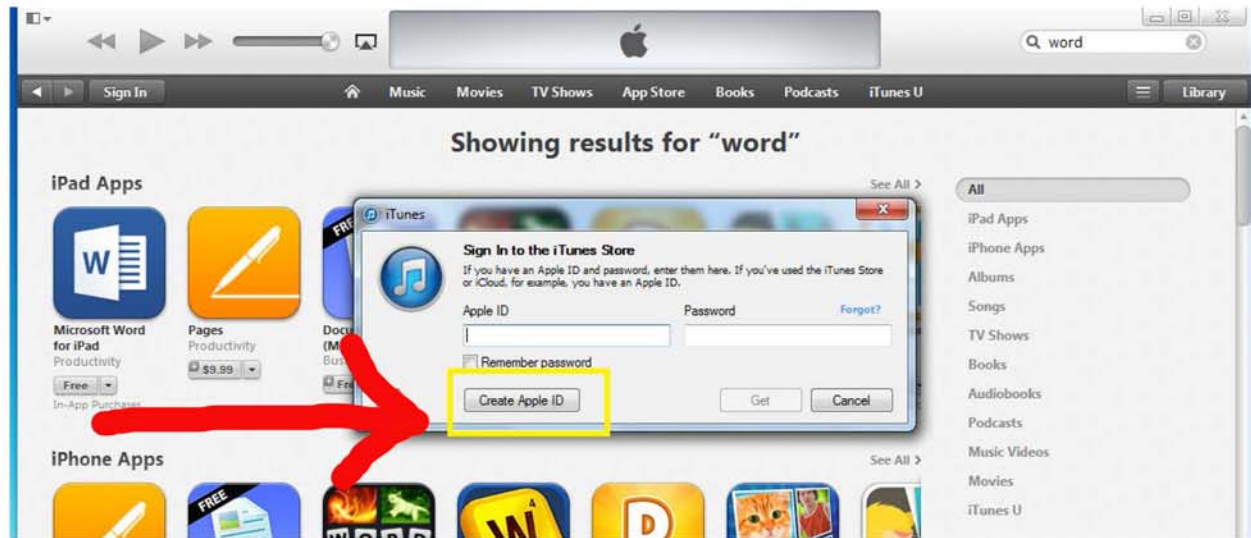 word
Sign In
Music Movies TV Shows App Store Books Podcasts iTunes U
Library
Showing results for “word”
iPad Apps
See All >
W
FREE
Microsoft Word
for iPad
Productivity
Free
In-App Purchases
Pages
Productivity
$9.99
iTunes
Sign In to the iTunes Store
If you have an Apple ID and password, enter them here. If you've used the iTunes Store
or iCloud, for example, you have an Apple ID.
Apple ID
Password
Forgot?
Remember password
Create Apple ID
Get
Cancel
iPhone Apps
See All >
FREE
WORD
W
4
P
All
iPad Apps
iPhone Apps
Albums
Songs
TV Shows
Books
Audiobooks
Podcasts
Music Videos
Movies
iTunes U